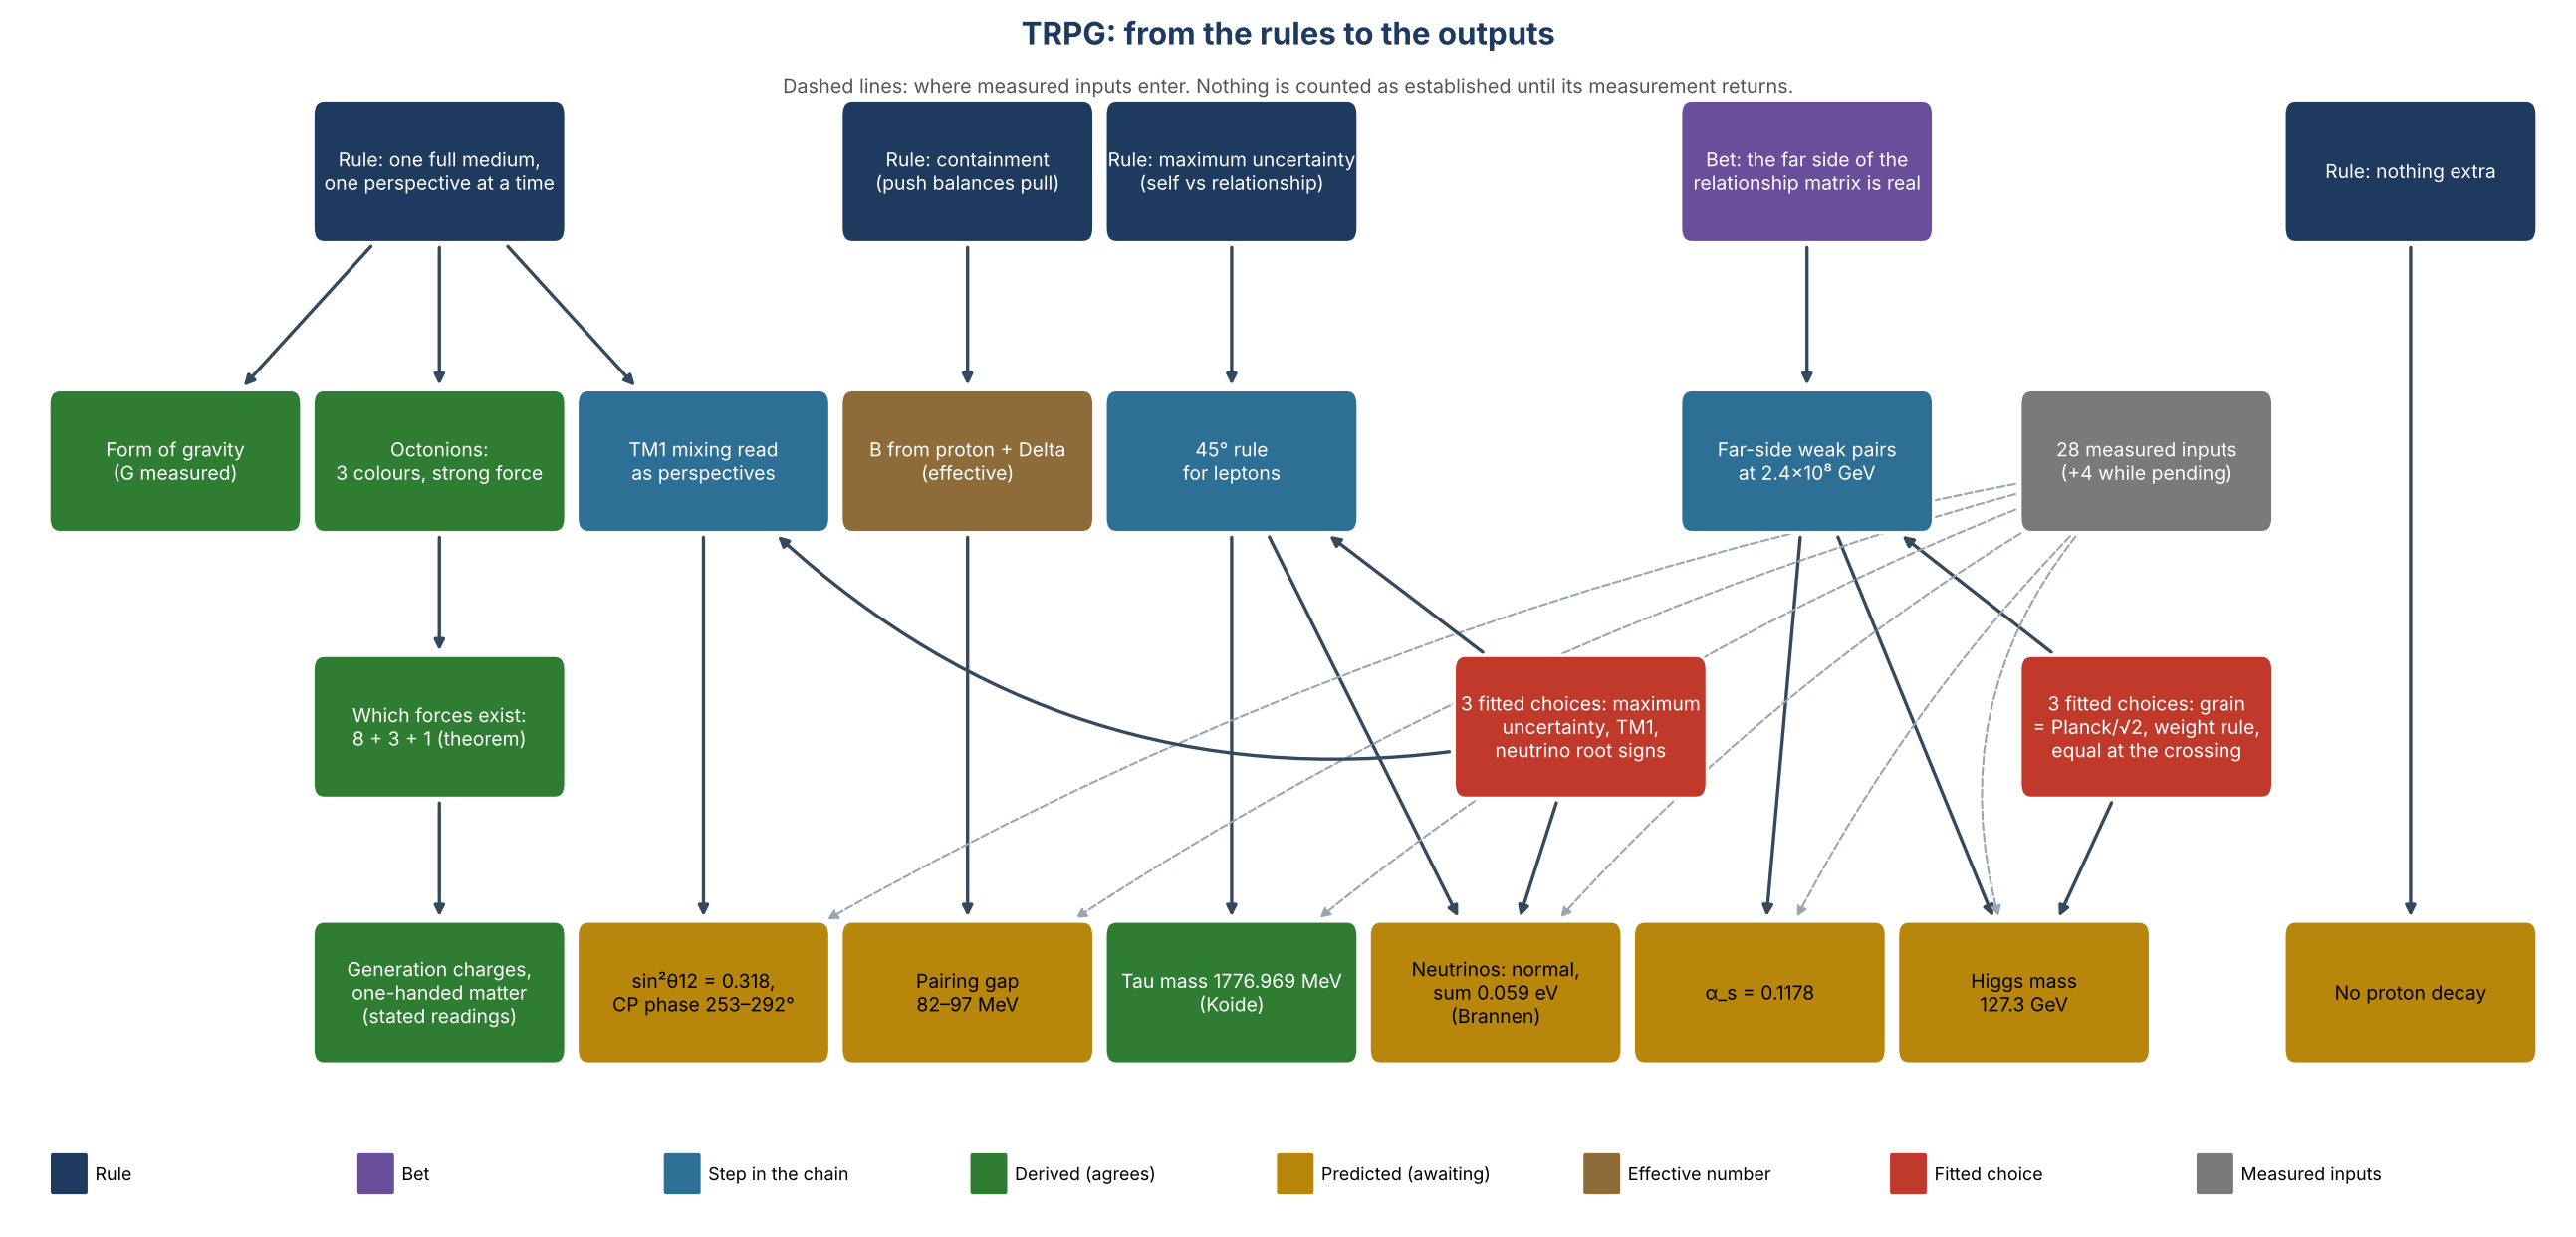 TRPG: from the rules to the outputs
Dashed lines: where measured inputs enter. Nothing is counted as established until its measurement returns.
Rule: one full medium,
one perspective at a time
Rule: containment
(push balances pull)
Rule: maximum uncertainty
(self vs relationship)
Bet: the far side of the
relationship matrix is real
Rule: nothing extra
Form of gravity
(G measured)
Octonions:
3 colours, strong force
TM1 mixing read
as perspectives
B from proton + Delta
(effective)
45° rule
for leptons
Far-side weak pairs
at 2.4×10⁸ GeV
28 measured inputs
(+4 while pending)
Which forces exist:
8 + 3 + 1 (theorem)
3 fitted choices: maximum
uncertainty, TM1,
neutrino root signs
3 fitted choices: grain
= Planck/√2, weight rule,
equal at the crossing
Generation charges,
one-handed matter
(stated readings)
sin²θ12 = 0.318,
CP phase 253–292°
Pairing gap
82–97 MeV
Tau mass 1776.969 MeV
(Koide)
Neutrinos: normal,
sum 0.059 eV
(Brannen)
α_s = 0.1178
Higgs mass
127.3 GeV
No proton decay
Rule
Bet
Step in the chain
Derived (agrees)
Predicted (awaiting)
Effective number
Fitted choice
Measured inputs